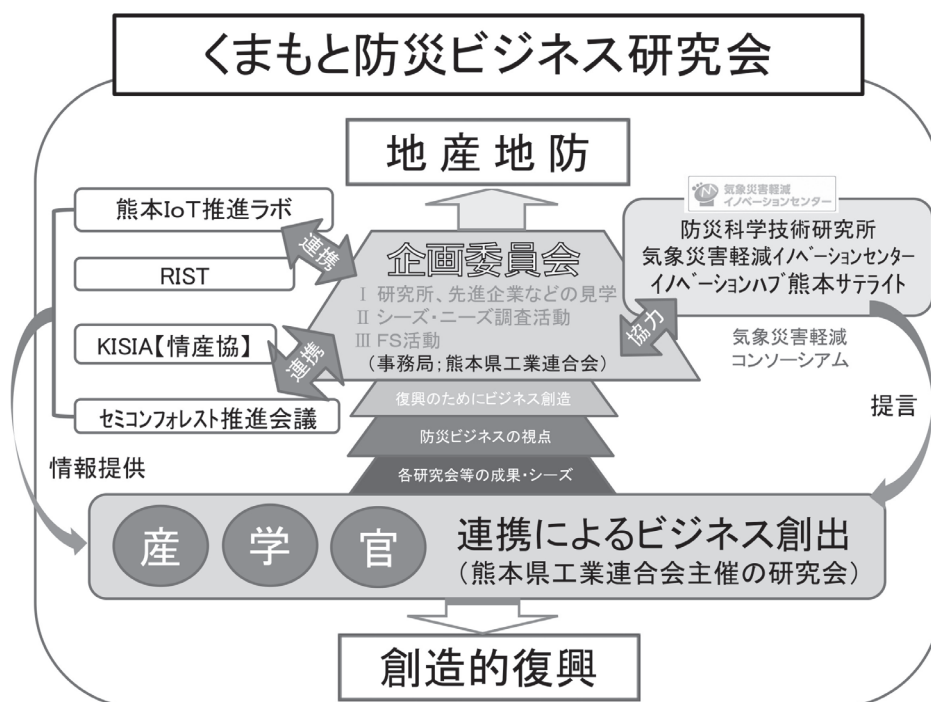 くまもと防災ビジネス研究会
地産地防
熊本IoT推進ラボ
RIST
KISIA【情産協】
セミコンフォレスト推進会議
連携
連携
企画委員会
Ⅰ 研究所、先進企業などの見学
Ⅱ シーズ・ニーズ調査活動
Ⅲ FS活動
(事務局;熊本県工業連合会)
協力
気象災害軽減
イノベーションセンター
防災科学技術研究所
気象災害軽減イノベーションセンター
イノベーションハブ熊本サテライト
気象災害軽減
コンソーシアム
復興のためにビジネス創造
防災ビジネスの視点
各研究会等の成果・シーズ
情報提供
提言
産 学 官
連携によるビジネス創出
(熊本県工業連合会主催の研究会)
創造的復興